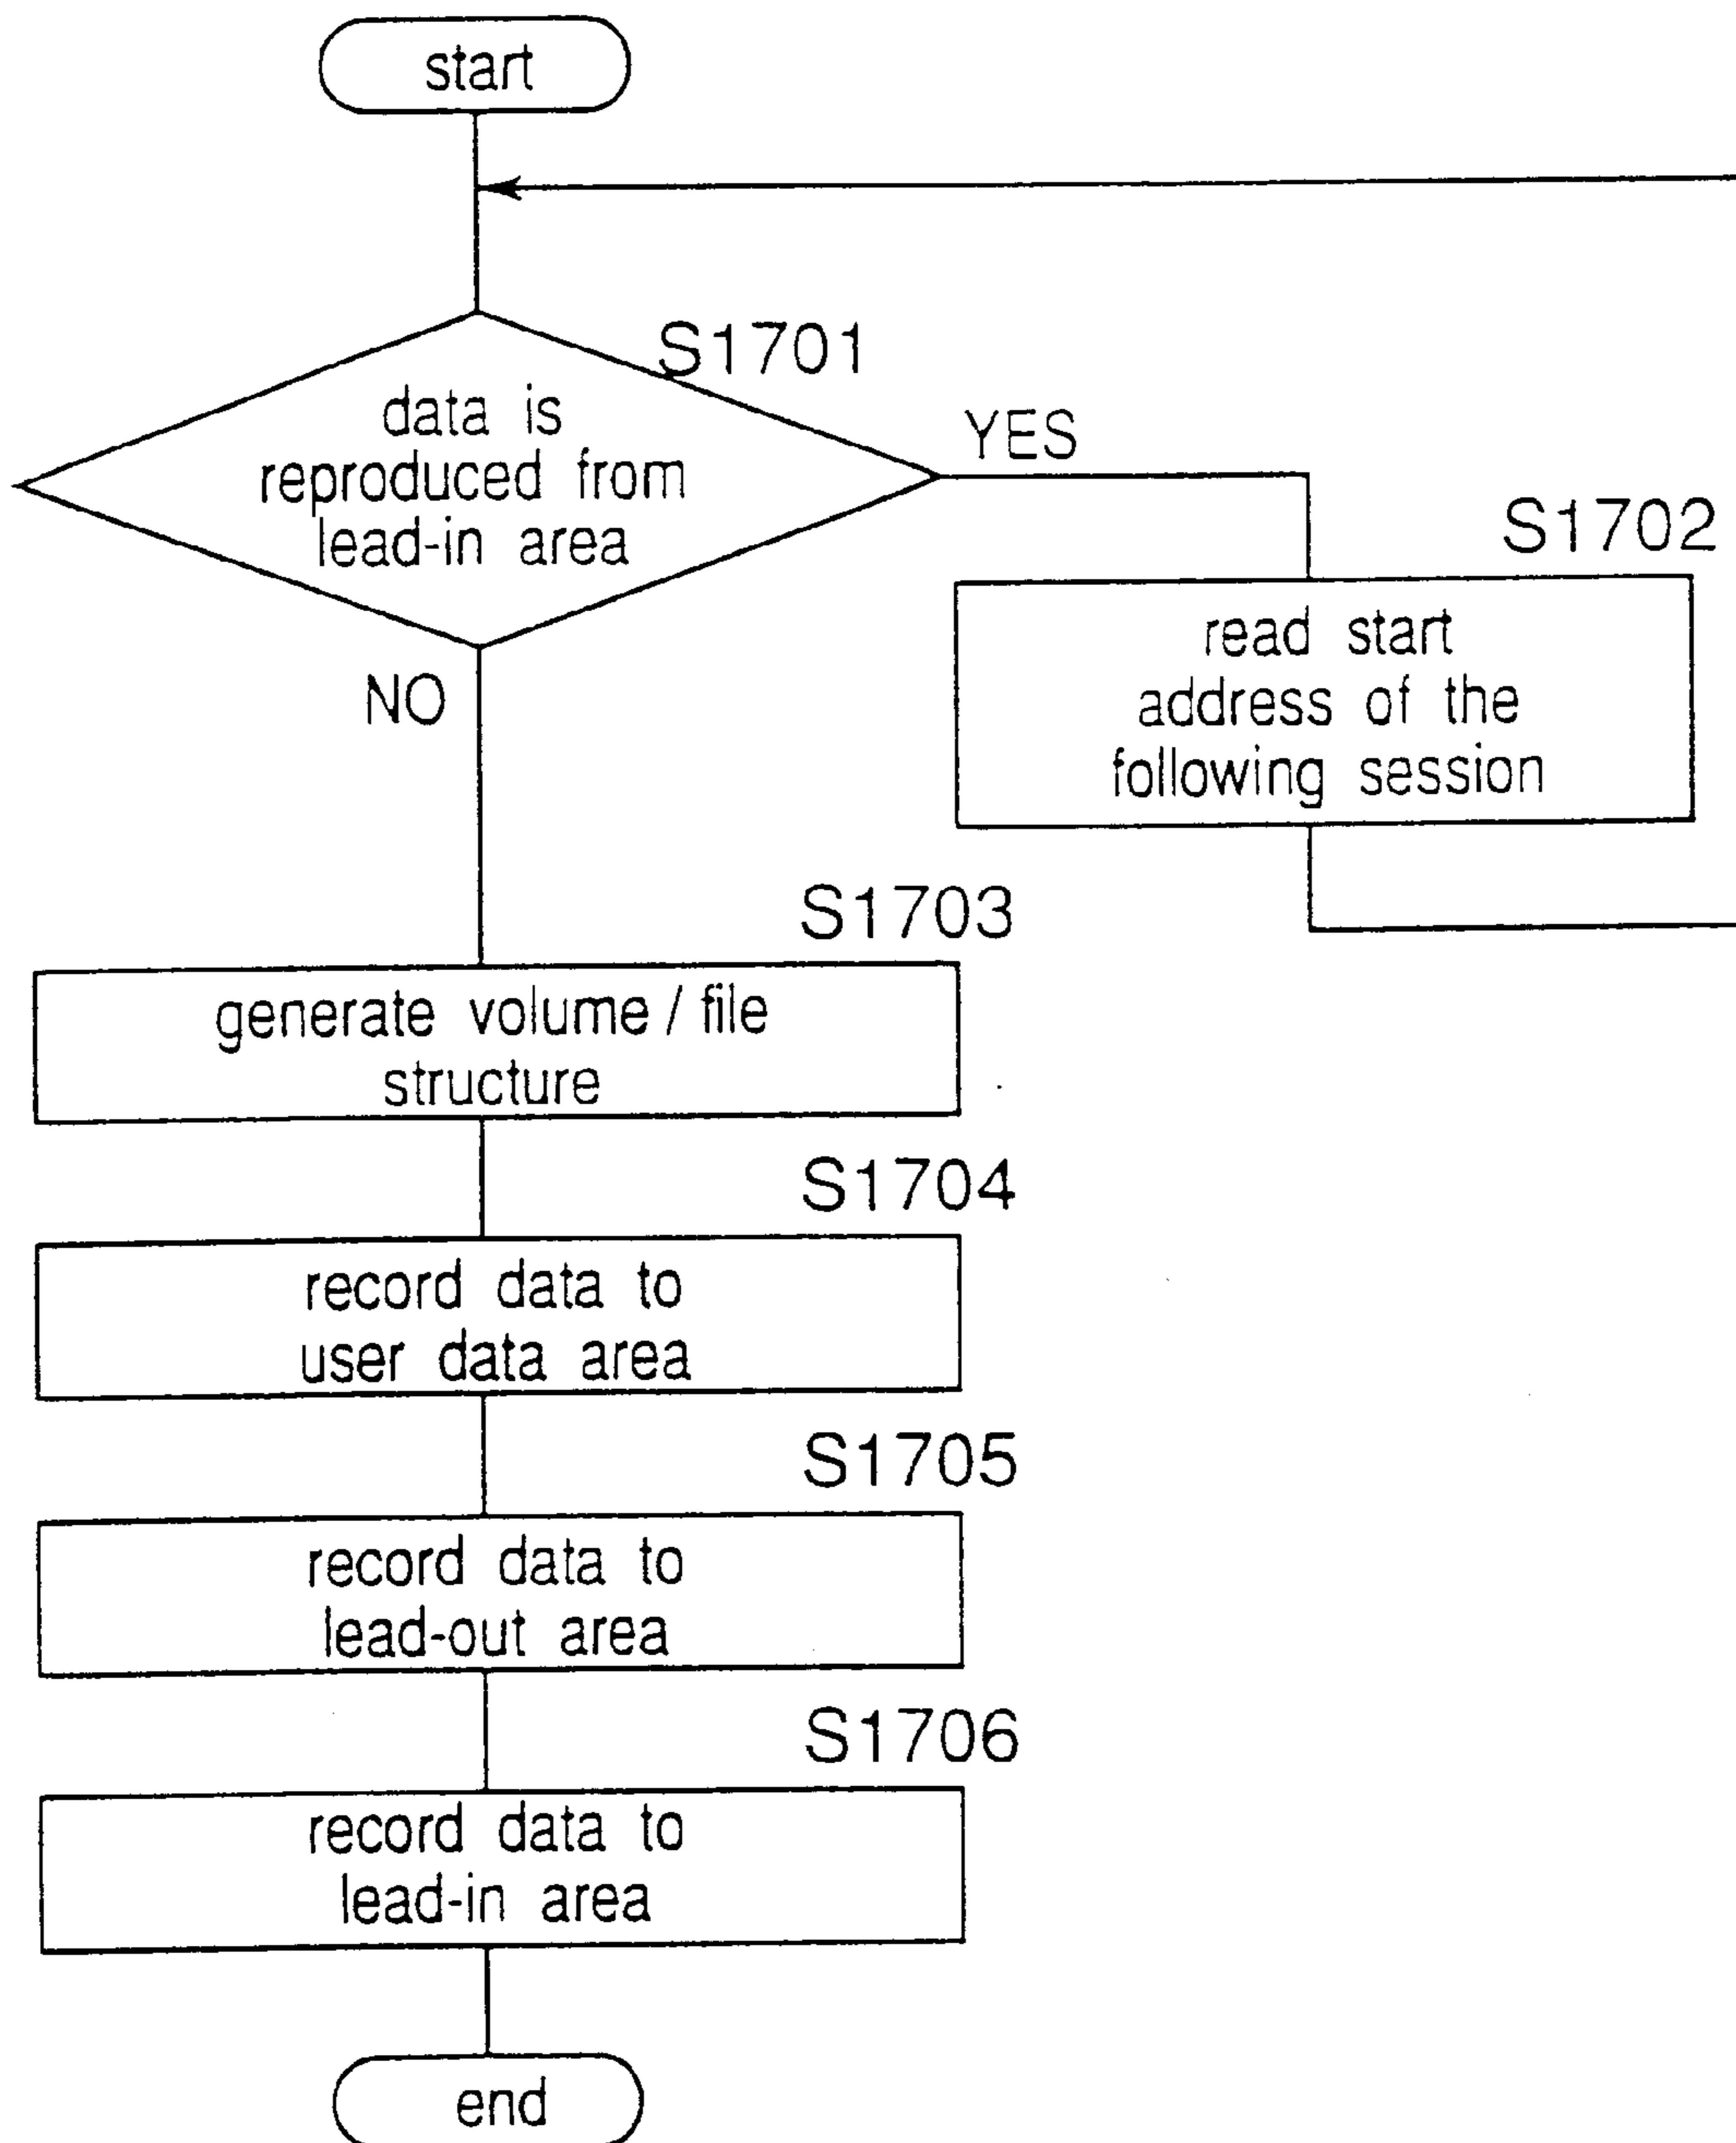 start
S1701
data is
reproduced from
lead-in area
YES
NO
S1702
read start
address of the
following session
S1703
generate volume / file
structure
S1704
record data to
user data area
S1705
record data to
lead-out area
S1706
record data to
lead-in area
end